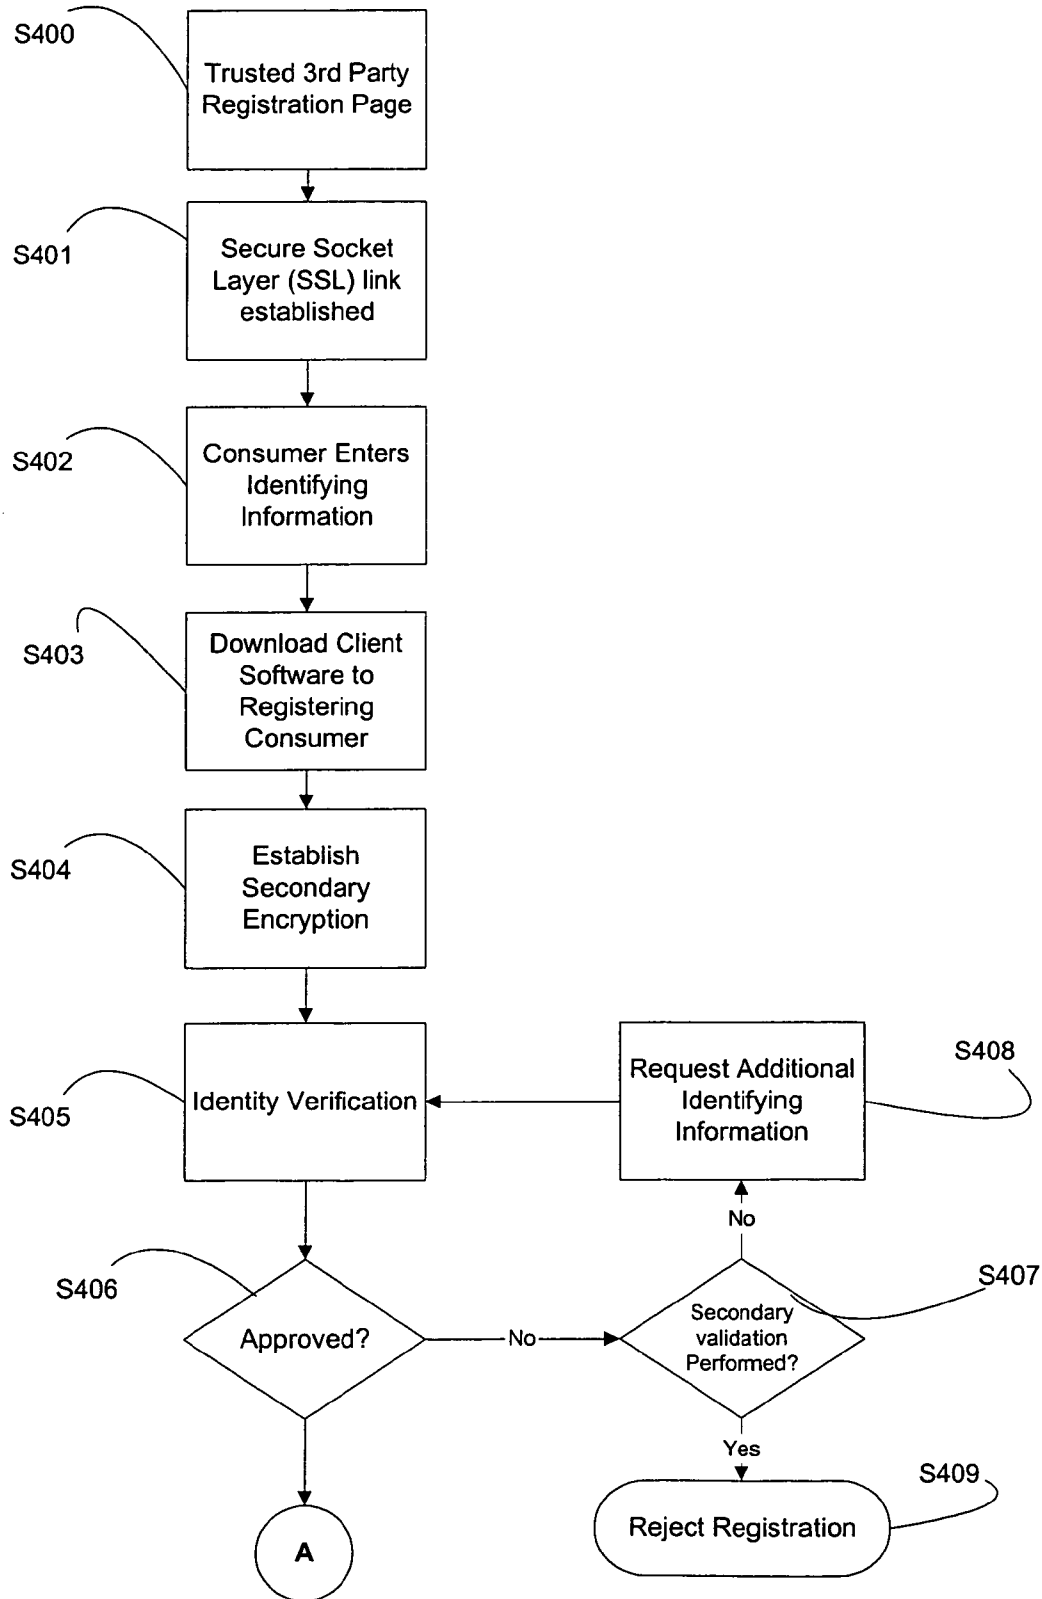 S400
Trusted 3rd Party
Registration Page
S401
Secure Socket
Layer (SSL) link
established
S402
Consumer Enters
Identifying
Information
S403
Download Client
Software to
Registering
Consumer
S404
Establish
Secondary
Encryption
S405
Identity Verification
Request Additional
Identifying
Information
S408
No
S406
Approved?
No
Secondary
validation
Performed?
S407
Yes
S409
A
Reject Registration